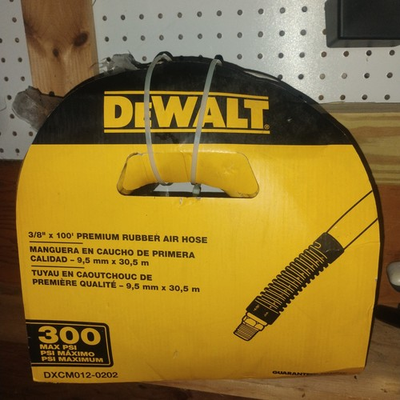 DEWALT
3/8" x 100' PREMIUM RUBBER AIR HOSE
MANGUERA EN CAUCHO DE PRIMERA
CALIDAD – 9,5 mm x 30,5 m
TUYAU EN CAOUTCHOUC DE
PREMIÈRE QUALITÉ – 9,5 mm x 30,5 m
300
MAX PSI
PSI MÁXIMO
PSI MAXIMUM
DXCM012-0202